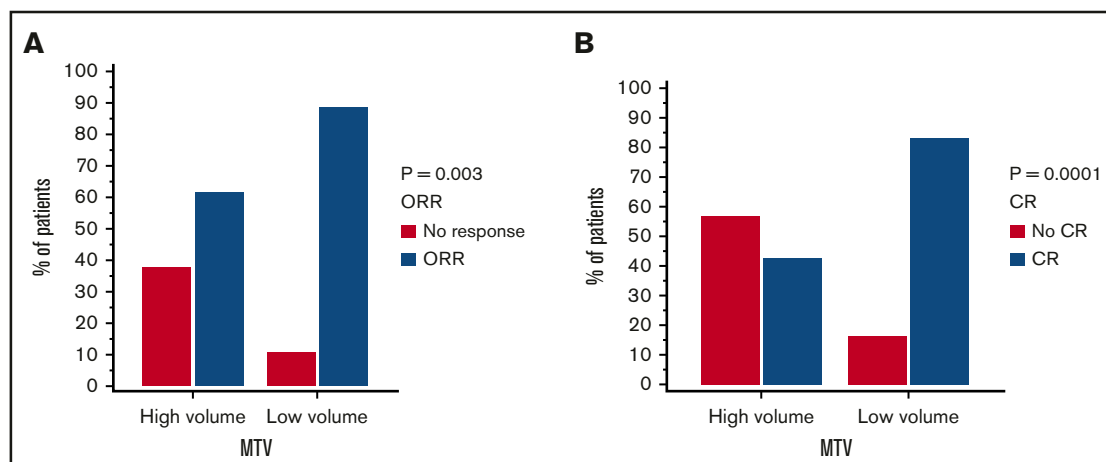 A
% of patients
100
90
80
70
60
50
40
30
20
10
0
High volume
Low volume
MTV
P = 0.003
ORR
No response
ORR
B
% of patients
100
90
80
70
60
50
40
30
20
10
0
High volume
Low volume
MTV
P = 0.0001
CR
No CR
CR